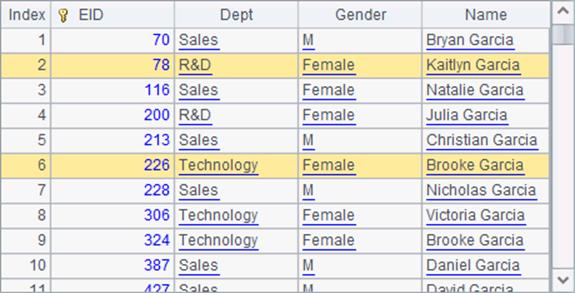 Index EID Dept Gender Name
1 70 Sales M Bryan Garcia
2 78 R&D Female Kaitlyn Garcia
3 116 Sales Female Natalie Garcia
4 200 R&D Female Julia Garcia
5 213 Sales M Christian Garcia
6 226 Technology Female Brooke Garcia
7 228 Sales M Nicholas Garcia
8 306 Technology Female Victoria Garcia
9 324 Technology Female Brooke Garcia
10 387 Sales M Daniel Garcia
11 427 Sales M David Garcia